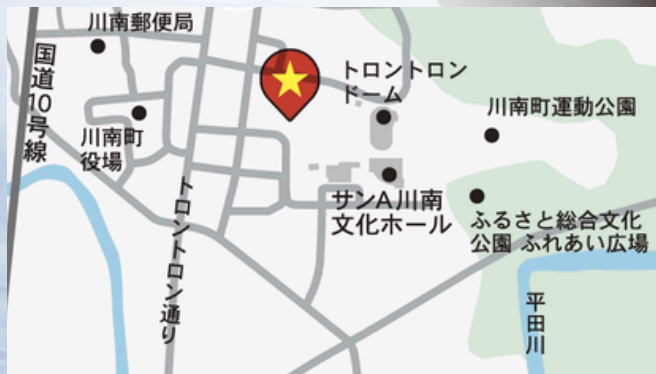 川南郵便局
国道10号線
トロントロン
ドーム
川南町運動公園
川南町
役場
サンA川南
文化ホール
ふるさと総合文化
公園 ふれあい広場
トロントロン通り
平田川